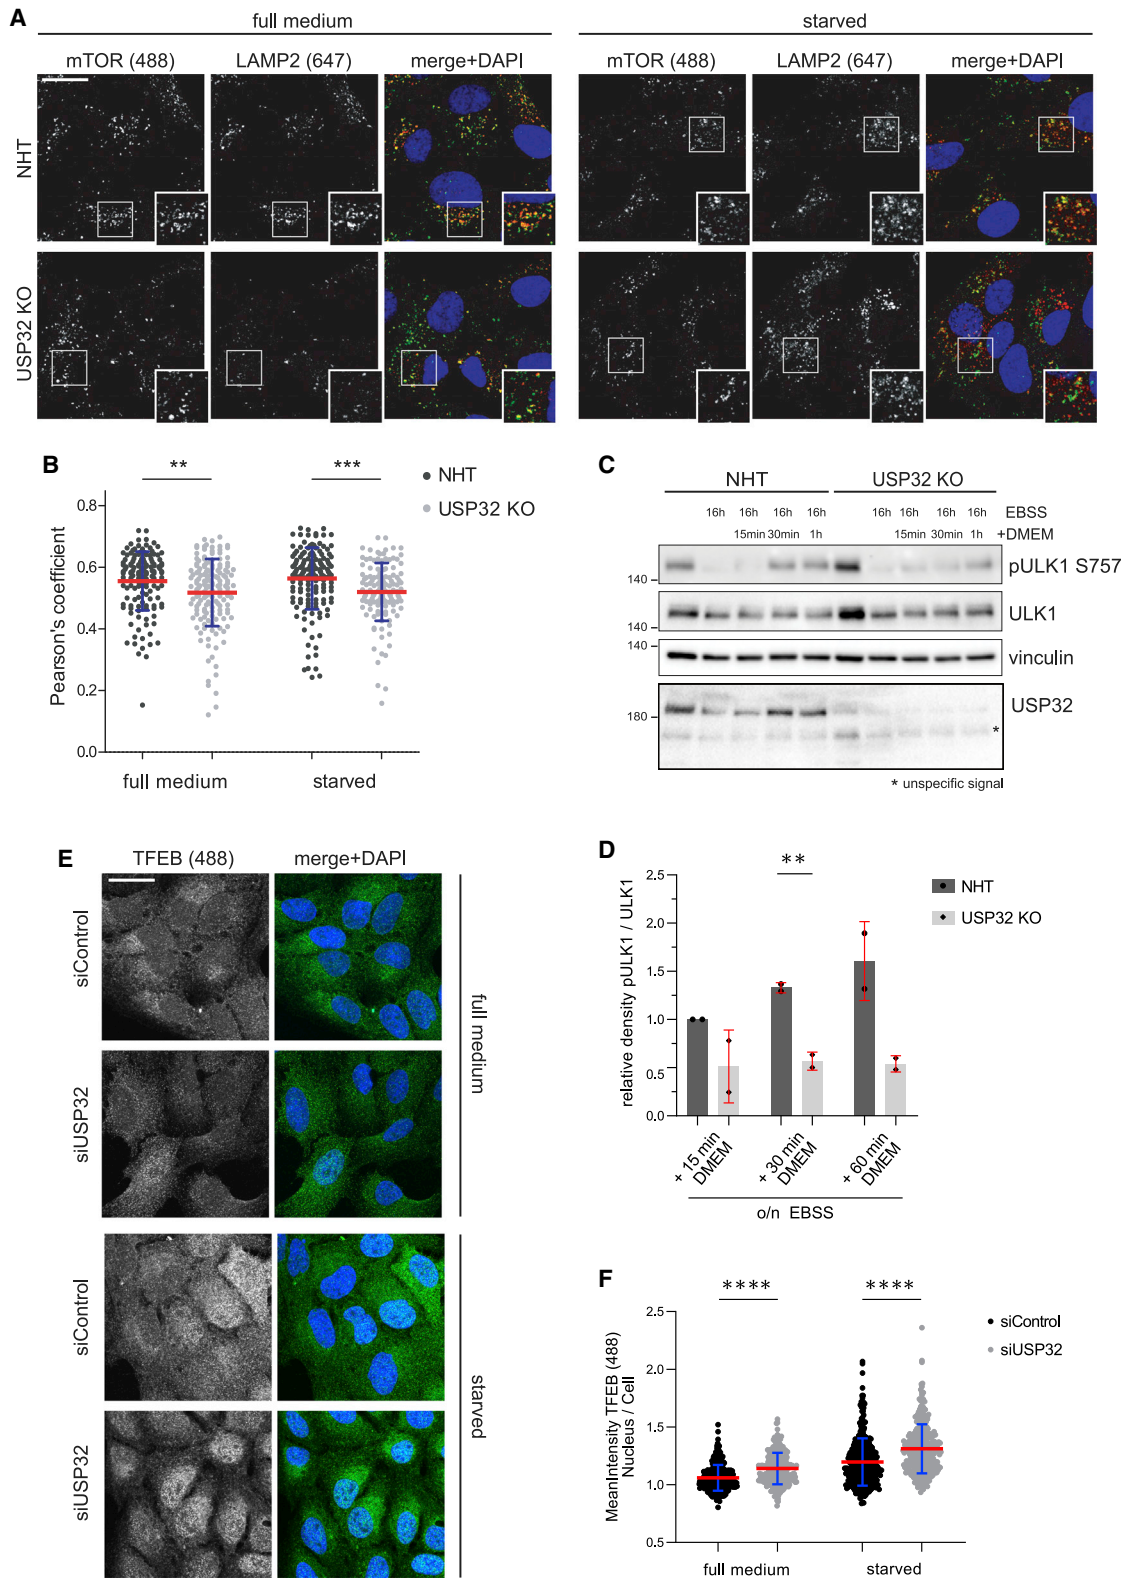 A
full medium
starved
mTOR (488) LAMP2 (647) merge+DAPI mTOR (488) LAMP2 (647) merge+DAPI
NHT
USP32 KO
B
** ***
NHT
USP32 KO
Pearson's coefficient
0.8
0.6
0.4
0.2
0.0
full medium starved
C
NHT USP32 KO
16h 16h 16h 16h 16h 16h 16h 16h EBSS
15min 30min 1h 15min 30min 1h +DMEM
140 pULK1 S757
140 ULK1
140 vinculin
180 USP32
*
* unspecific signal
D
**
NHT
USP32 KO
relative density pULK1 / ULK1
2.5
2.0
1.5
1.0
0.5
0.0
+ 15 min DMEM
+ 30 min DMEM
+ 60 min DMEM
o/n EBSS
E
TFEB (488) merge+DAPI
siControl
siUSP32
full medium
siControl
siUSP32
starved
F
**** ****
siControl
siUSP32
MeanIntensity TFEB (488)
Nucleus / Cell
2.5
2.0
1.5
1.0
0.5
full medium starved